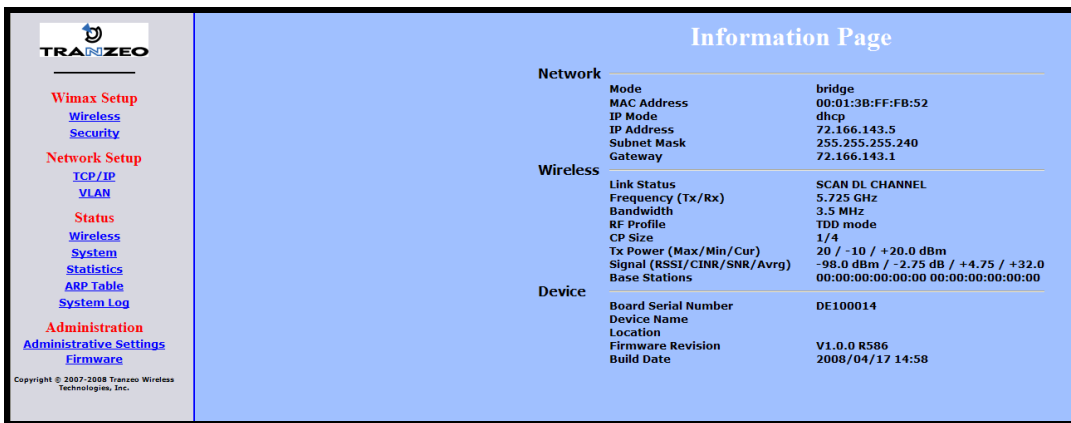 TRANZEO
Wimax Setup
Wireless
Security
Network Setup
TCP/IP
VLAN
Status
Wireless
System
Statistics
ARP Table
System Log
Administration
Administrative Settings
Firmware
Copyright © 2007-2008 Tranzeo Wireless
Technologies, Inc.
Information Page
Network
Mode bridge
MAC Address 00:01:3B:FF:FB:52
IP Mode dhcp
IP Address 72.166.143.5
Subnet Mask 255.255.255.240
Gateway 72.166.143.1
Wireless
Link Status SCAN DL CHANNEL
Frequency (Tx/Rx) 5.725 GHz
Bandwidth 3.5 MHz
RF Profile TDD mode
CP Size 1/4
Tx Power (Max/Min/Cur) 20 / -10 / +20.0 dBm
Signal (RSSI/CINR/SNR/Avrg) -98.0 dBm / -2.75 dB / +4.75 / +32.0
Base Stations 00:00:00:00:00:00 00:00:00:00:00:00
Device
Board Serial Number DE100014
Device Name
Location
Firmware Revision V1.0.0 R586
Build Date 2008/04/17 14:58